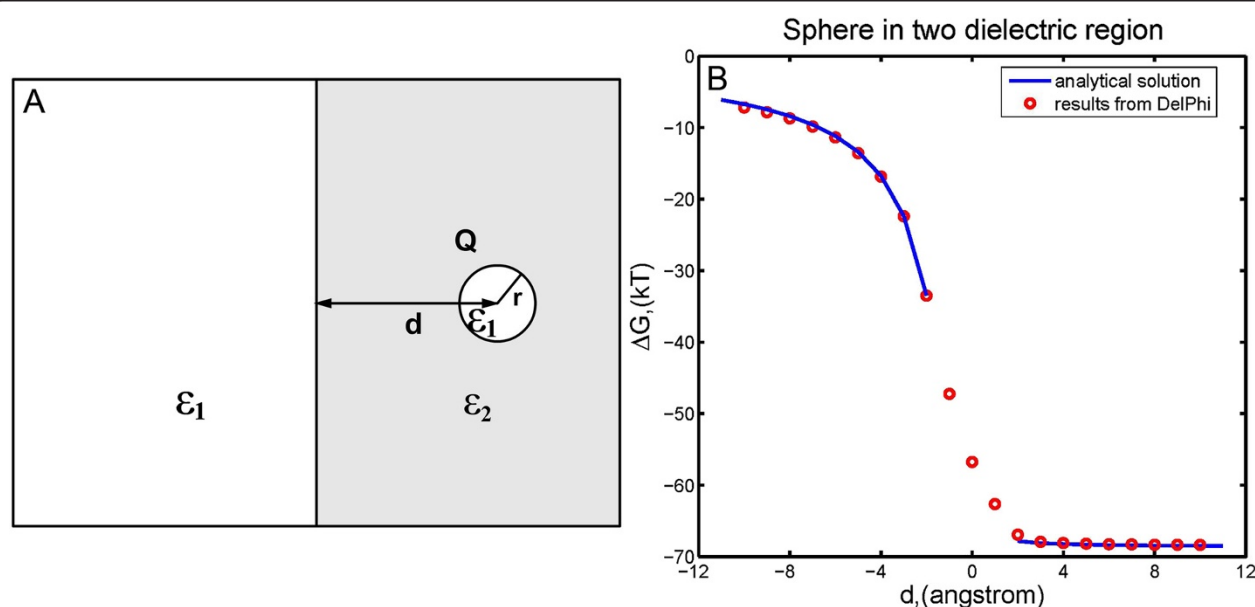 A
Q
r
d
ε₁
ε₁
ε₂
Sphere in two dielectric region
B
analytical solution
results from DelPhi
0
−10
−20
−30
−40
−50
−60
−70
ΔG,(kT)
−12 −8 −4 0 4 8 12
d,(angstrom)